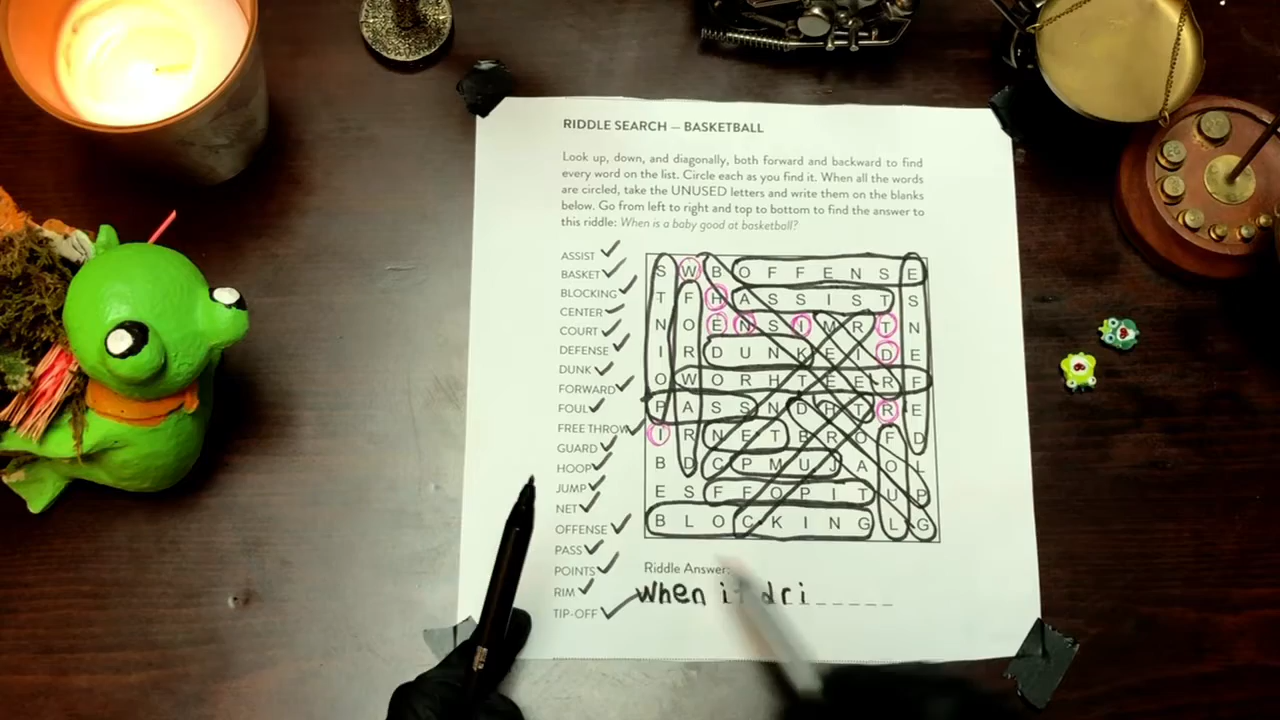 RIDDLE SEARCH — BASKETBALL
Look up, down, and diagonally, both forward and backward to find
every word on the list. Circle each as you find it. When all the words
are circled, take the UNUSED letters and write them on the blanks
below. Go from left to right and top to bottom to find the answer to
this riddle: When is a baby good at basketball?
ASSIST
BASKET
BLOCKING
CENTER
COURT
DEFENSE
DUNK
FORWARD
FOUL
FREE THROW
GUARD
HOOP
JUMP
NET
OFFENSE
PASS
POINTS
RIM
TIP-OFF
S W B O F F E N S E
T F H A S S I S T S
N O E N S I M R T N
I R D U N K E I D E
O W O R H T E E R F
P A S S N D H T R E
I R N E T B R O F D
B D C P M U J A O L
E S F F O P I T U P
B L O C K I N G L G
Riddle Answer:
when it dri_____